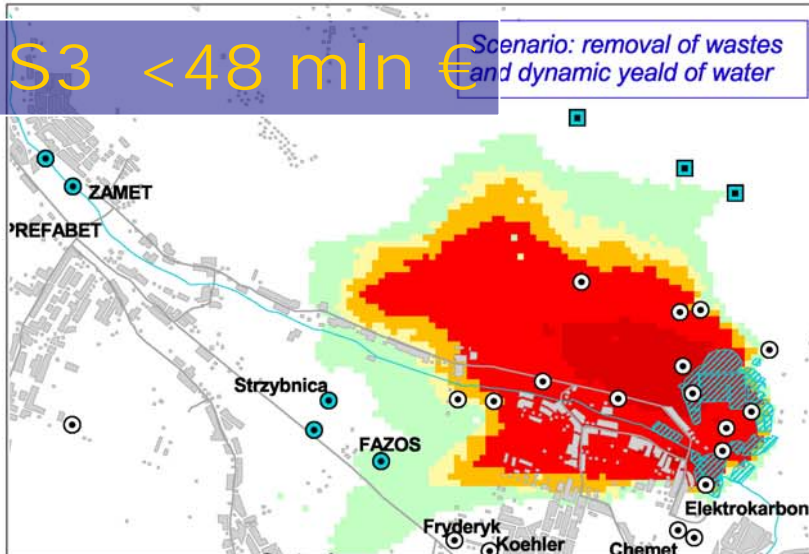 S3 <48 mln €
Scenario: removal of wastes
and dynamic yeald of water
ZAMET
PREFABET
Strzybnica
FAZOS
Elektrokarbon
Fryderyk
Koehler
Chemet